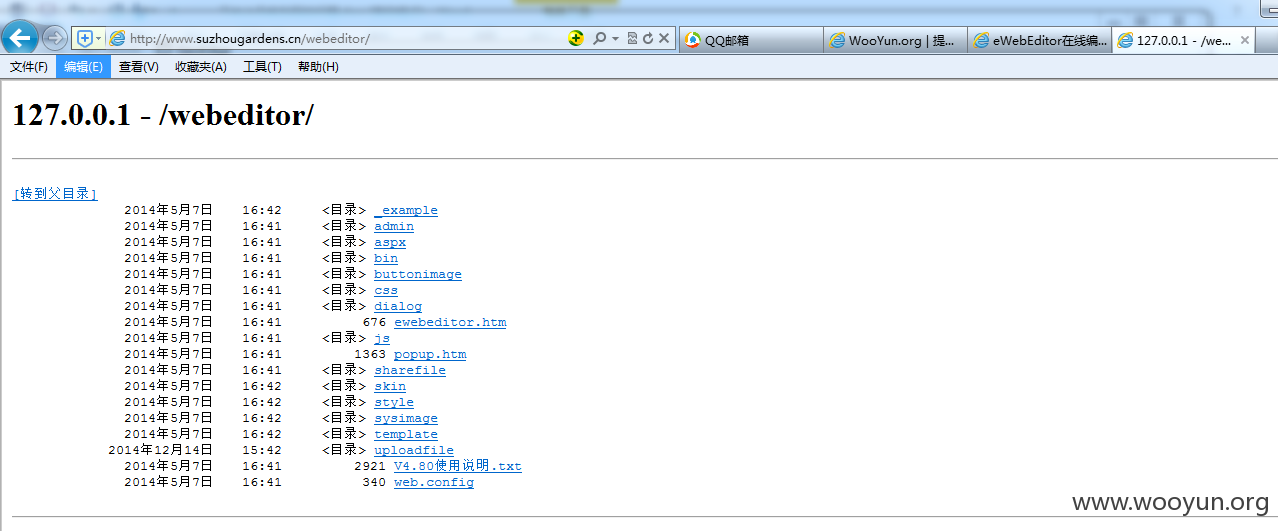 http://www.suzhougardens.cn/webeditor/ QQ邮箱 WooYun.org | 提... eWebEditor在线编... 127.0.0.1 - /we...
文件(F) 编辑(E) 查看(V) 收藏夹(A) 工具(T) 帮助(H)
127.0.0.1 - /webeditor/
[转到父目录]
2014年5月7日 16:42 <目录> _example
2014年5月7日 16:41 <目录> admin
2014年5月7日 16:41 <目录> aspx
2014年5月7日 16:41 <目录> bin
2014年5月7日 16:41 <目录> buttonimage
2014年5月7日 16:41 <目录> css
2014年5月7日 16:41 <目录> dialog
2014年5月7日 16:41 676 ewebeditor.htm
2014年5月7日 16:41 <目录> js
2014年5月7日 16:41 1363 popup.htm
2014年5月7日 16:41 <目录> sharefile
2014年5月7日 16:42 <目录> skin
2014年5月7日 16:42 <目录> style
2014年5月7日 16:42 <目录> sysimage
2014年5月7日 16:42 <目录> template
2014年12月14日 15:42 <目录> uploadfile
2014年5月7日 16:41 2921 V4.80使用说明.txt
2014年5月7日 16:41 340 web.config
www.wooyun.org